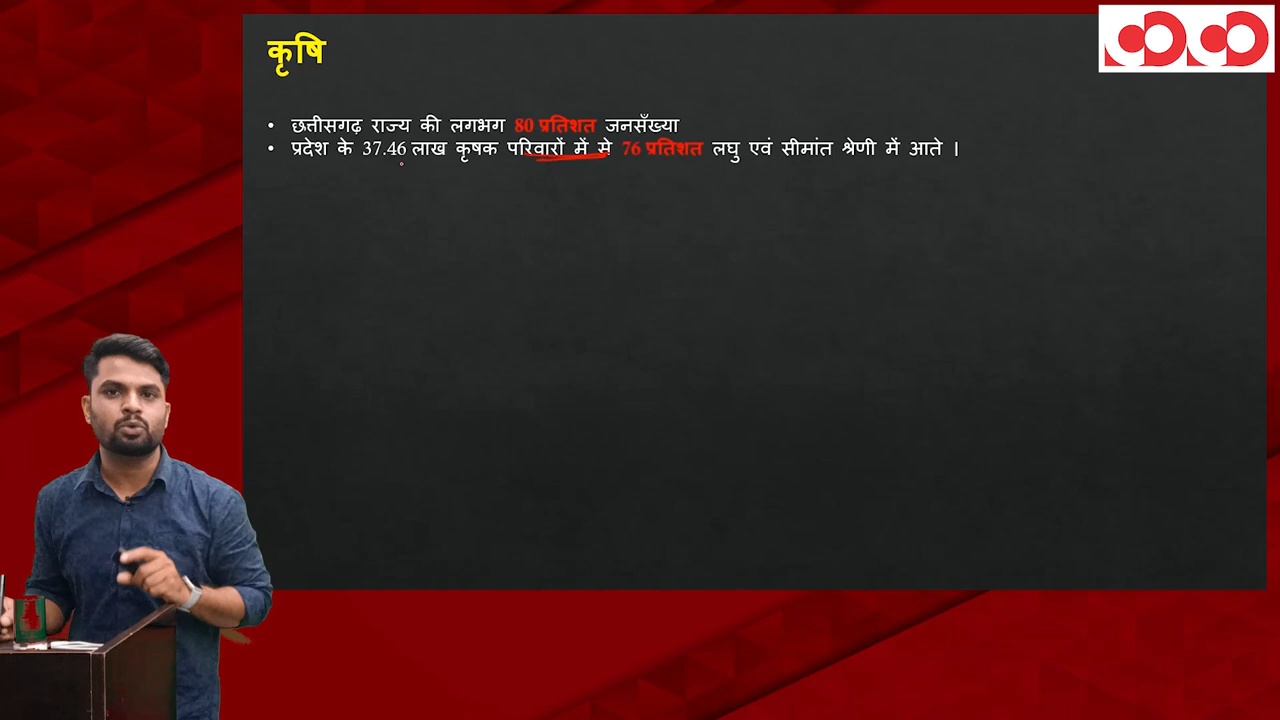 कृषि
• छत्तीसगढ़ राज्य की लगभग 80 प्रतिशत जनसँख्या
• प्रदेश के 37.46 लाख कृषक परिवारों में से 76 प्रतिशत लघु एवं सीमांत श्रेणी में आते ।